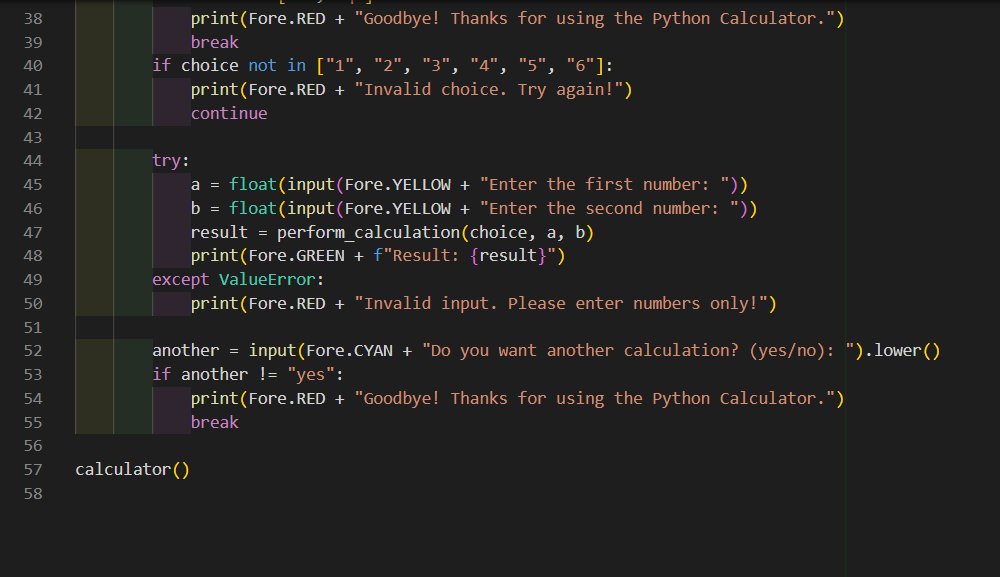 38 print(Fore.RED + "Goodbye! Thanks for using the Python Calculator.")
39 break
40 if choice not in ["1", "2", "3", "4", "5", "6"]:
41 print(Fore.RED + "Invalid choice. Try again!")
42 continue
43
44 try:
45 a = float(input(Fore.YELLOW + "Enter the first number: "))
46 b = float(input(Fore.YELLOW + "Enter the second number: "))
47 result = perform_calculation(choice, a, b)
48 print(Fore.GREEN + f"Result: {result}")
49 except ValueError:
50 print(Fore.RED + "Invalid input. Please enter numbers only!")
51
52 another = input(Fore.CYAN + "Do you want another calculation? (yes/no): ").lower()
53 if another != "yes":
54 print(Fore.RED + "Goodbye! Thanks for using the Python Calculator.")
55 break
56
57 calculator()
58